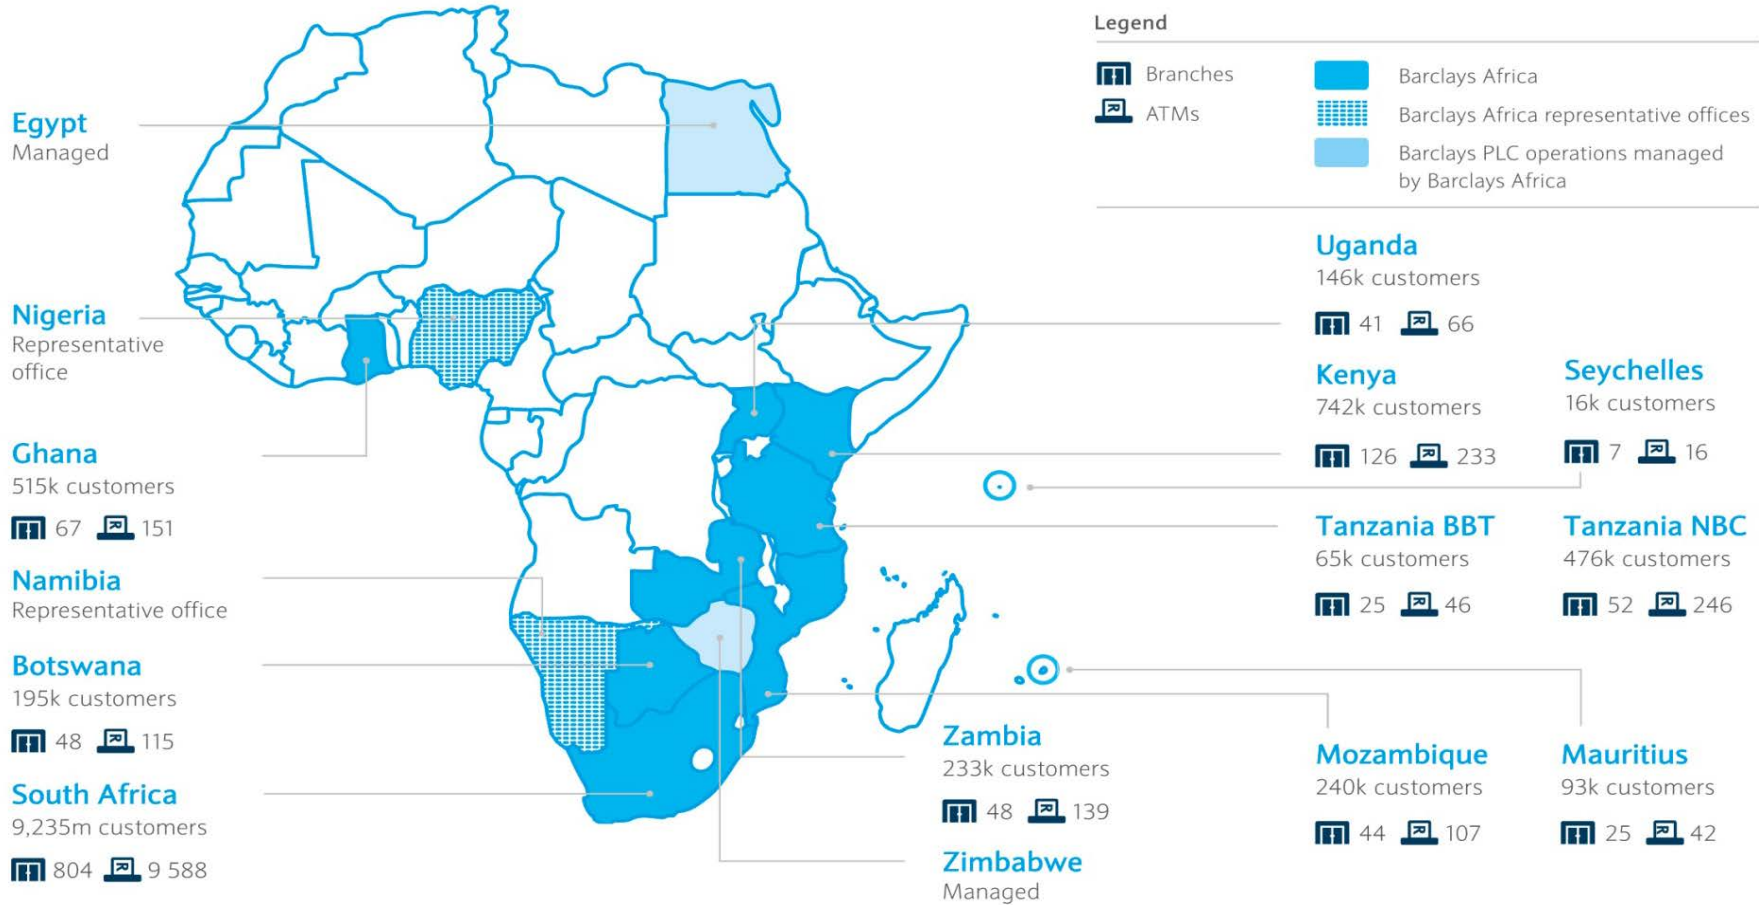 Legend
Branches
ATMs
Barclays Africa
Barclays Africa representative offices
Barclays PLC operations managed
by Barclays Africa
Egypt
Managed
Nigeria
Representative
office
Ghana
515k customers
67 R 151
Namibia
Representative office
Botswana
195k customers
48 R 115
South Africa
9,235m customers
804 R 9 588
Zambia
233k customers
48 R 139
Zimbabwe
Managed
Uganda
146k customers
41 R 66
Kenya
742k customers
126 R 233
Seychelles
16k customers
7 R 16
Tanzania BBT
65k customers
25 R 46
Tanzania NBC
476k customers
52 R 246
Mozambique
240k customers
44 R 107
Mauritius
93k customers
25 R 42